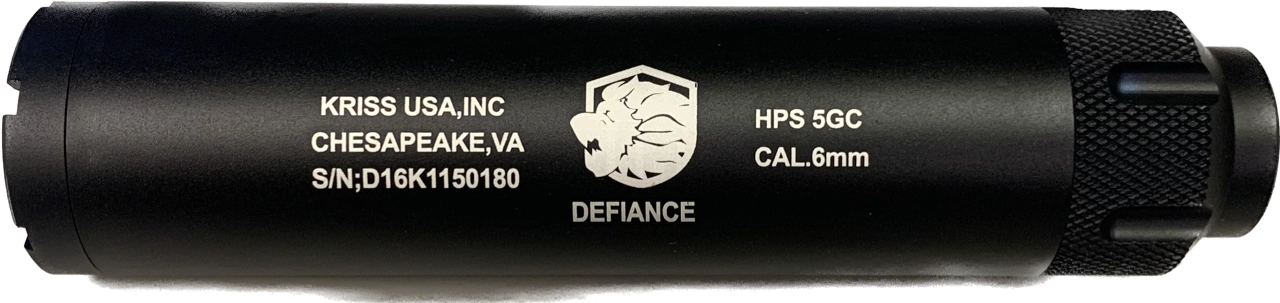 KRISS USA,INC
CHESAPEAKE,VA
S/N;D16K1150180
DEFIANCE
HPS 5GC
CAL.6mm